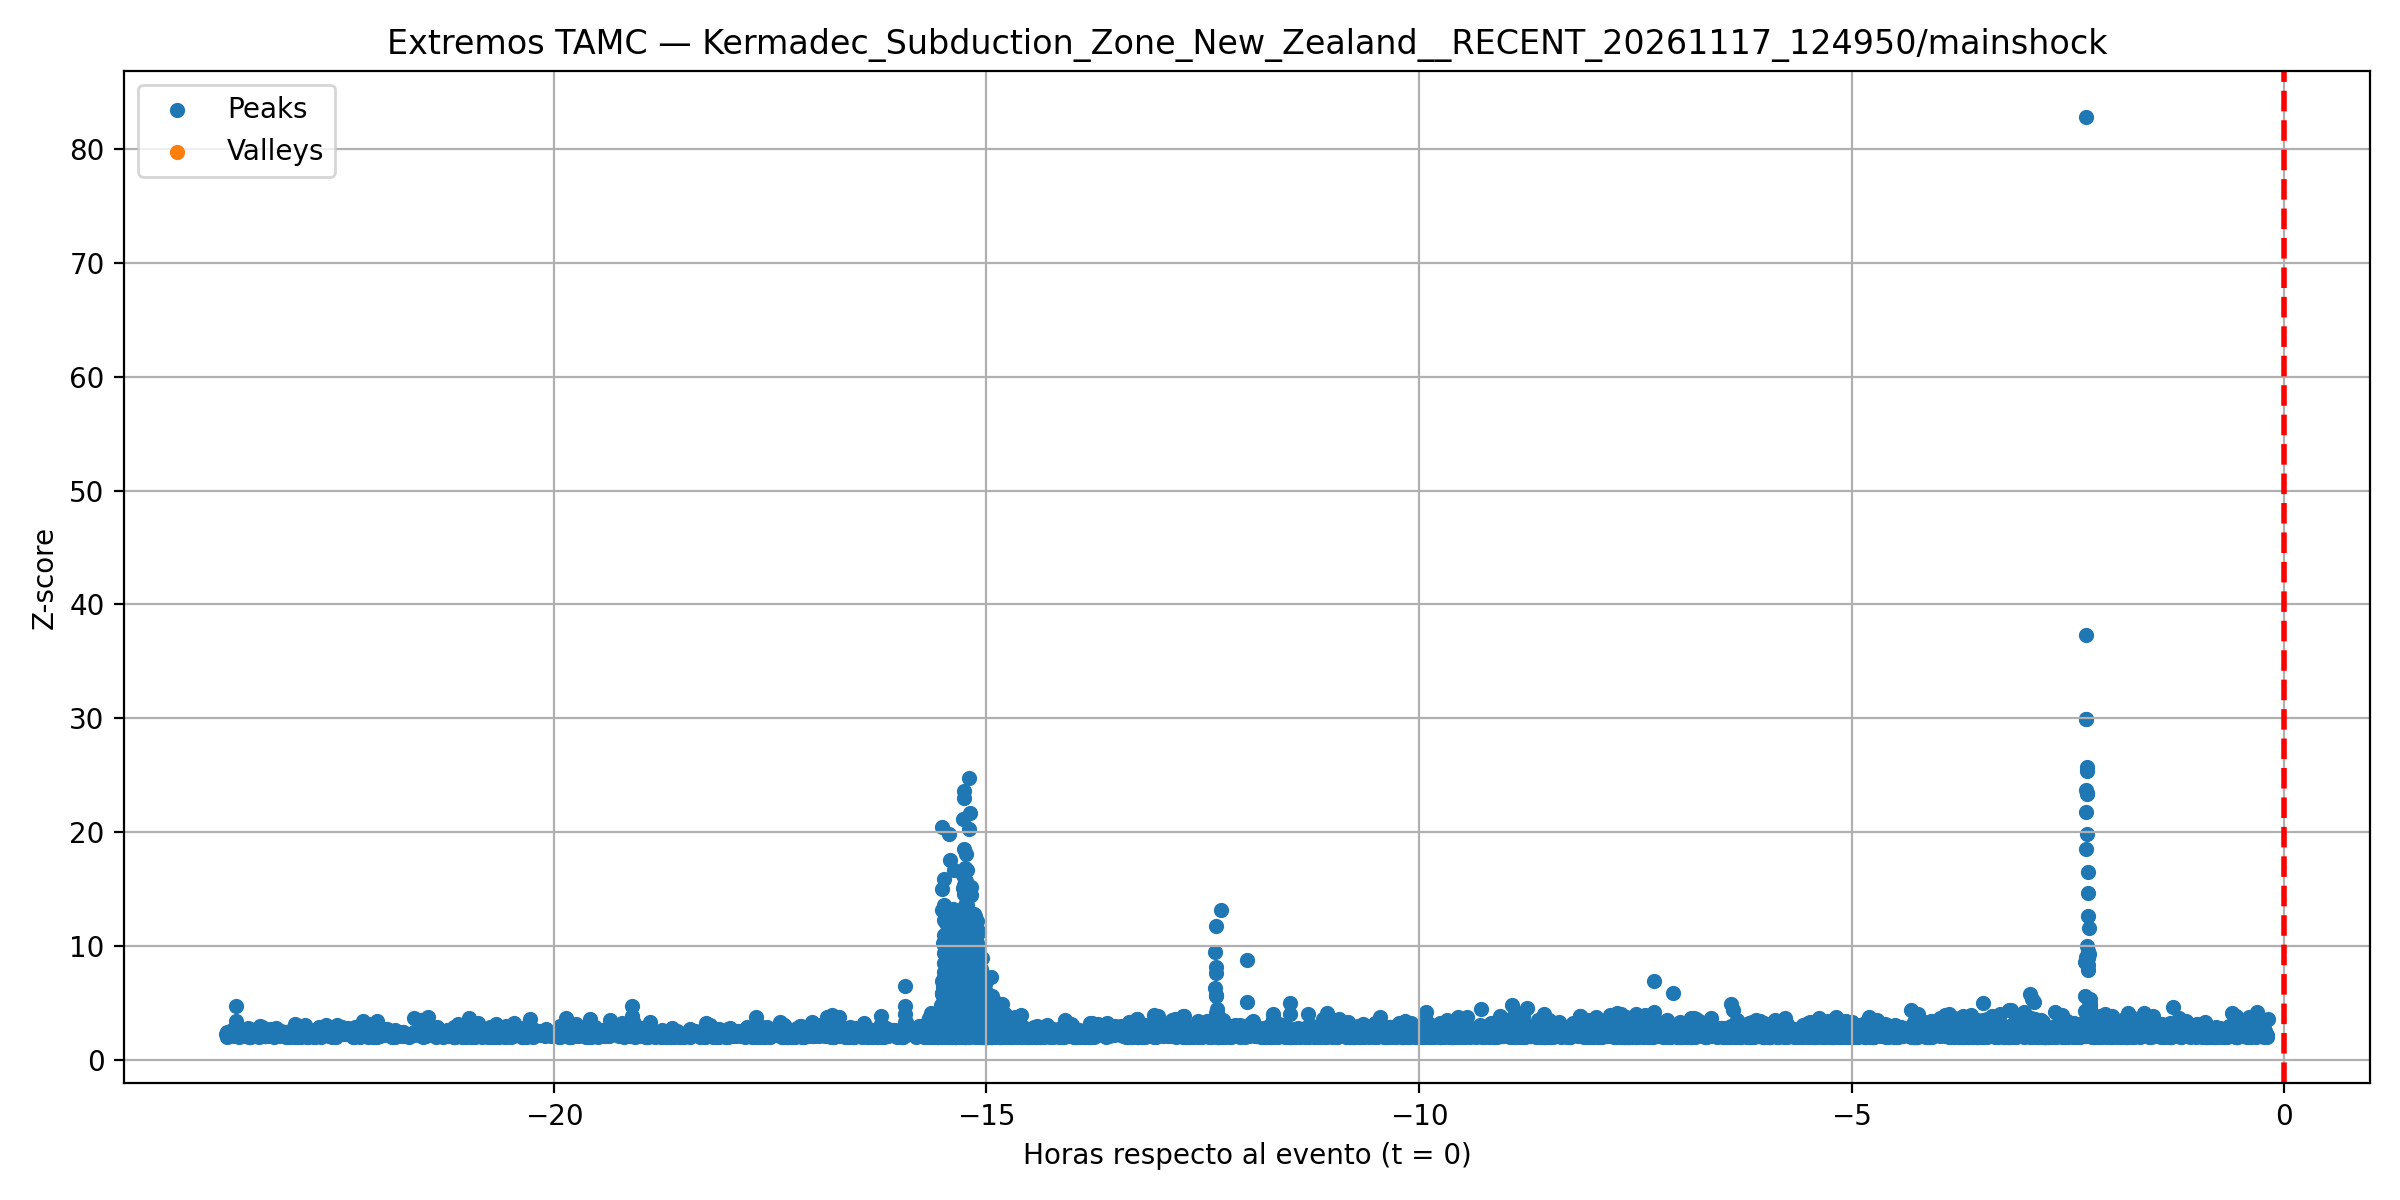 Extremos TAMC — Kermadec_Subduction_Zone_New_Zealand__RECENT_20261117_124950/mainshock
Peaks
Valleys
80
70
60
50
40
30
20
10
0
Z-score
−20
−15
−10
−5
0
Horas respecto al evento (t = 0)